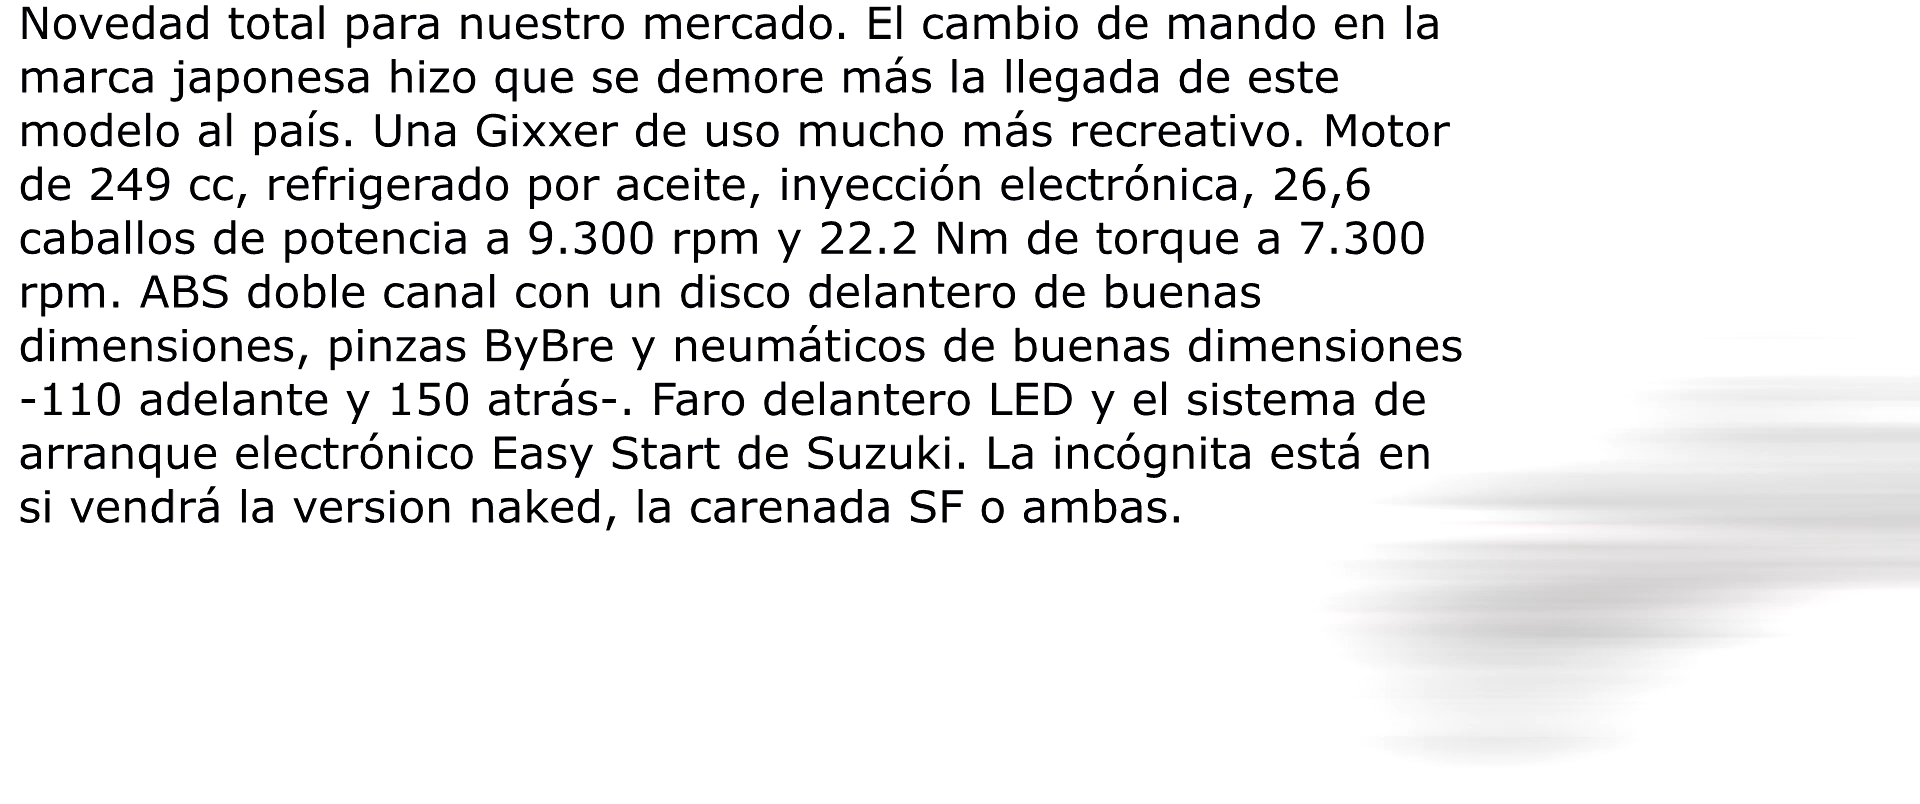 Novedad total para nuestro mercado. El cambio de mando en la
marca japonesa hizo que se demore más la llegada de este
modelo al país. Una Gixxer de uso mucho más recreativo. Motor
de 249 cc, refrigerado por aceite, inyección electrónica, 26,6
caballos de potencia a 9.300 rpm y 22.2 Nm de torque a 7.300
rpm. ABS doble canal con un disco delantero de buenas
dimensiones, pinzas ByBre y neumáticos de buenas dimensiones
-110 adelante y 150 atrás-. Faro delantero LED y el sistema de
arranque electrónico Easy Start de Suzuki. La incógnita está en
si vendrá la version naked, la carenada SF o ambas.